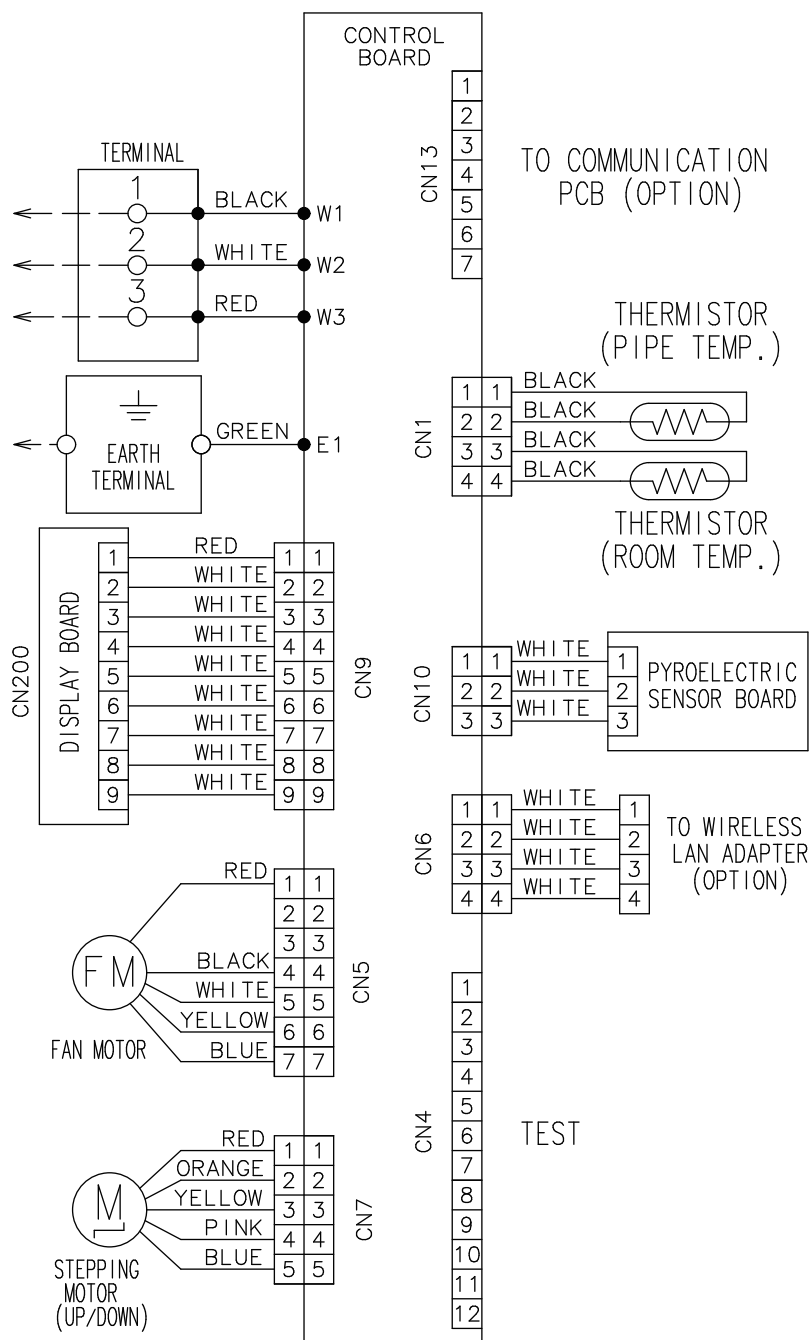 CONTROL
BOARD
CN13
1
2
3
4
5
6
7
TO COMMUNICATION
PCB (OPTION)
TERMINAL
1 BLACK W1
2 WHITE W2
3 RED W3
EARTH
TERMINAL
GREEN E1
THERMISTOR
(PIPE TEMP.)
CN1
1 1 BLACK
2 2 BLACK
3 3 BLACK
4 4 BLACK
THERMISTOR
(ROOM TEMP.)
CN200
DISPLAY BOARD
CN9
1 RED 1 1
2 WHITE 2 2
3 WHITE 3 3
4 WHITE 4 4
5 WHITE 5 5
6 WHITE 6 6
7 WHITE 7 7
8 WHITE 8 8
9 WHITE 9 9
CN10
1 1 WHITE 1
2 2 WHITE 2
3 3 WHITE 3
PYROELECTRIC
SENSOR BOARD
CN6
1 1 WHITE 1
2 2 WHITE 2
3 3 WHITE 3
4 4 WHITE 4
TO WIRELESS
LAN ADAPTER
(OPTION)
FM
FAN MOTOR
CN5
RED 1 1
2 2
3 3
BLACK 4 4
WHITE 5 5
YELLOW 6 6
BLUE 7 7
CN4
1
2
3
4
5
6
7
8
9
10
11
12
TEST
M
STEPPING
MOTOR
(UP/DOWN)
CN7
RED 1 1
ORANGE 2 2
YELLOW 3 3
PINK 4 4
BLUE 5 5